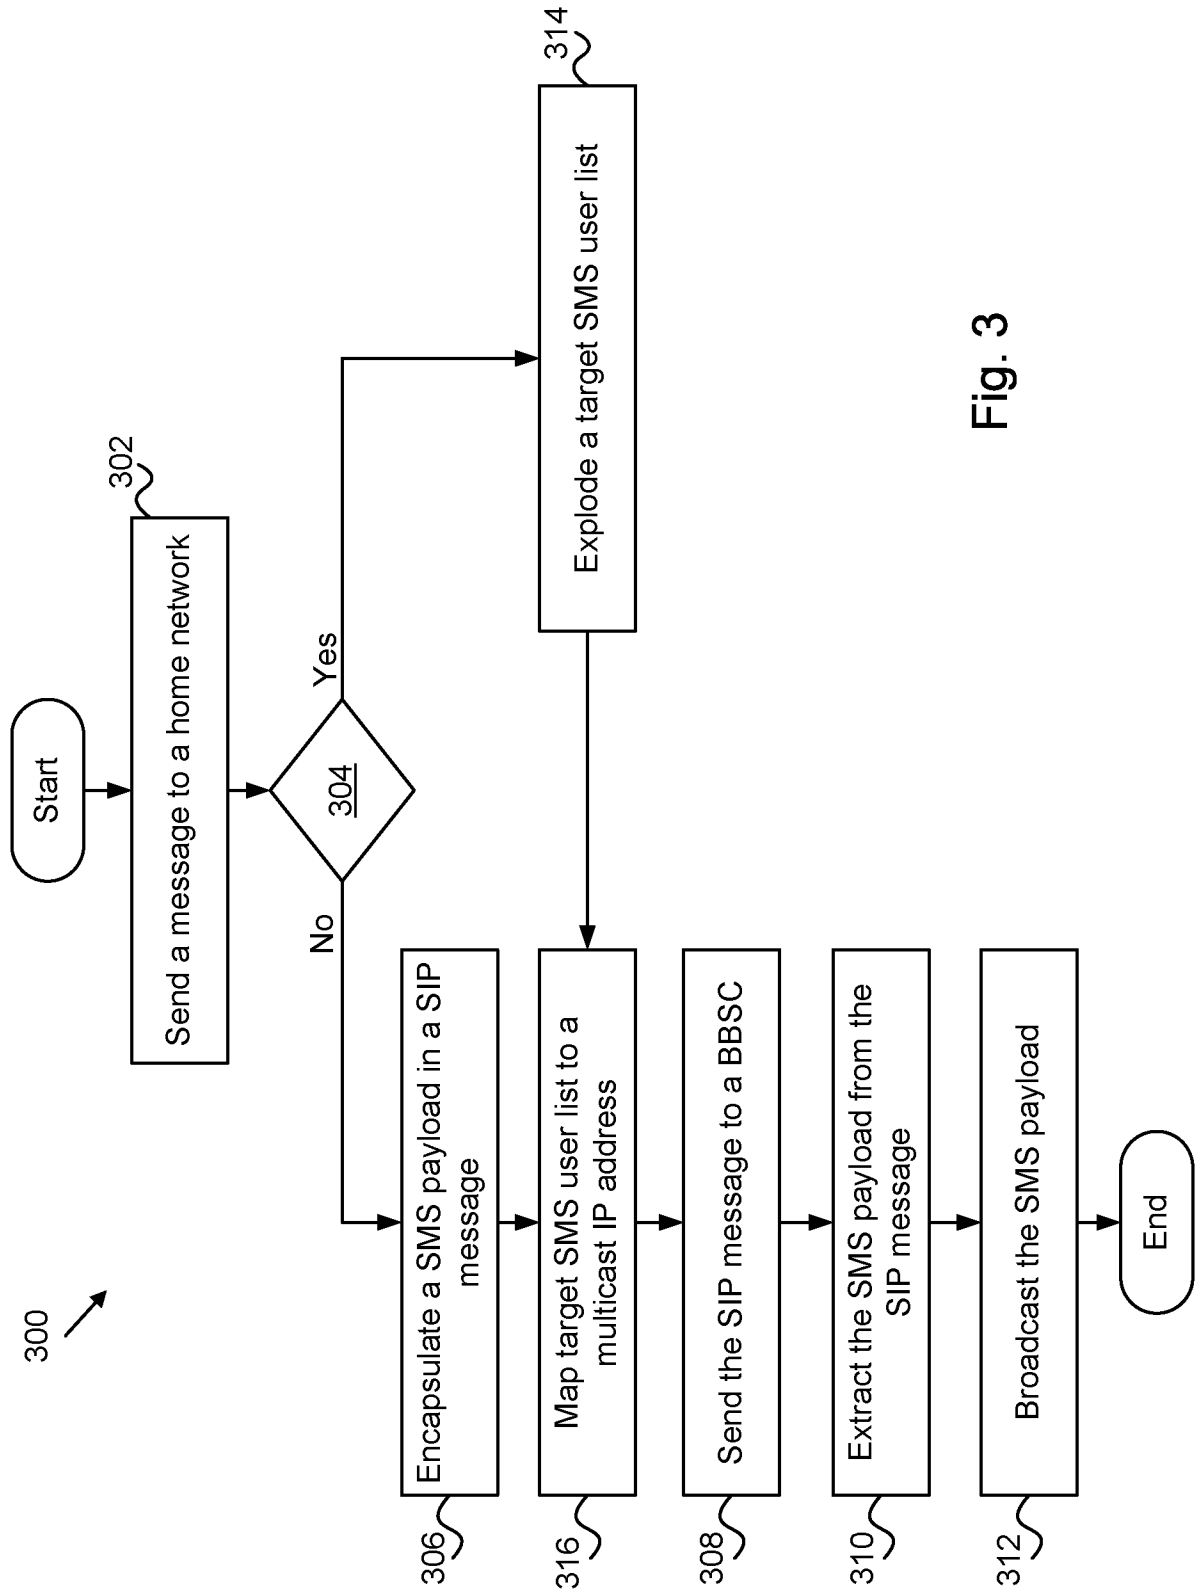 300
Start
302
Send a message to a home network
304
No
Yes
306
Encapsulate a SMS payload in a SIP
message
314
Explode a target SMS user list
316
Map target SMS user list to a
multicast IP address
308
Send the SIP message to a BBSC
310
Extract the SMS payload from the
SIP message
312
Broadcast the SMS payload
End
Fig. 3